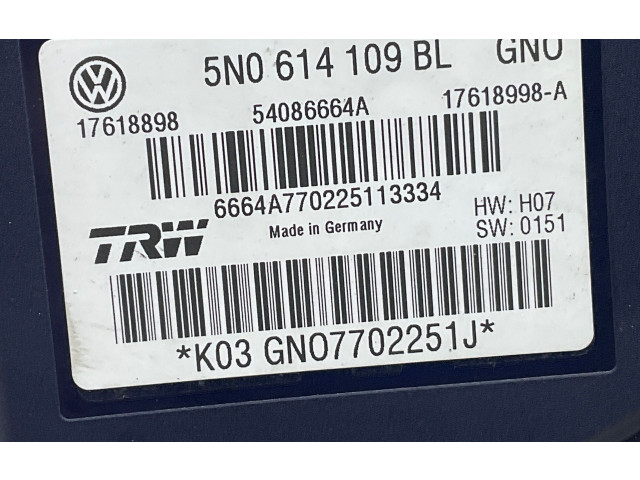 5N0 614 109 BL GNO
17618898 54086664A 17618998-A
6664A770225113334
TRW Made in Germany HW: H07
SW: 0151
*K03 GNO7702251J*